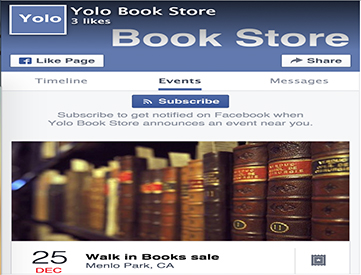 Yolo
Yolo Book Store
3 likes
Book Store
Like Page
Share
Timeline
Events
Messages
Subscribe
Subscribe to get notified on Facebook when
Yolo Book Store announces an event near you.
25
DEC
Walk in Books sale
Menlo Park, CA